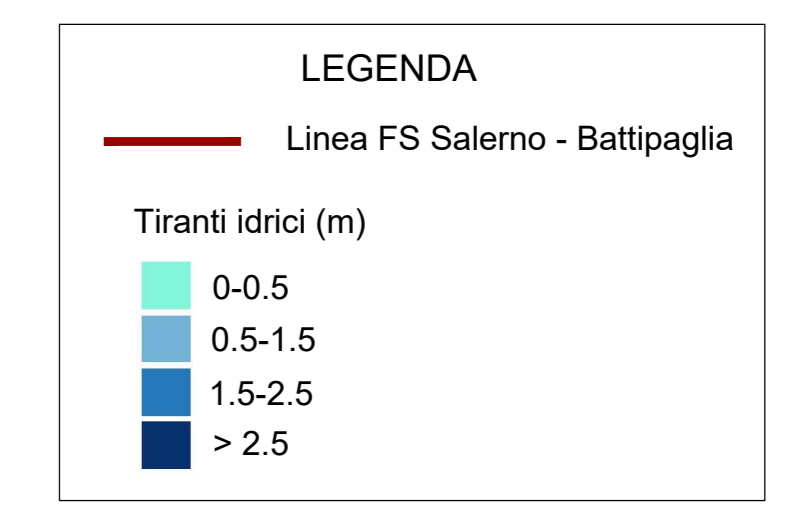 LEGENDA
Linea FS Salerno - Battipaglia
Tiranti idrici (m)
0-0.5
0.5-1.5
1.5-2.5
> 2.5